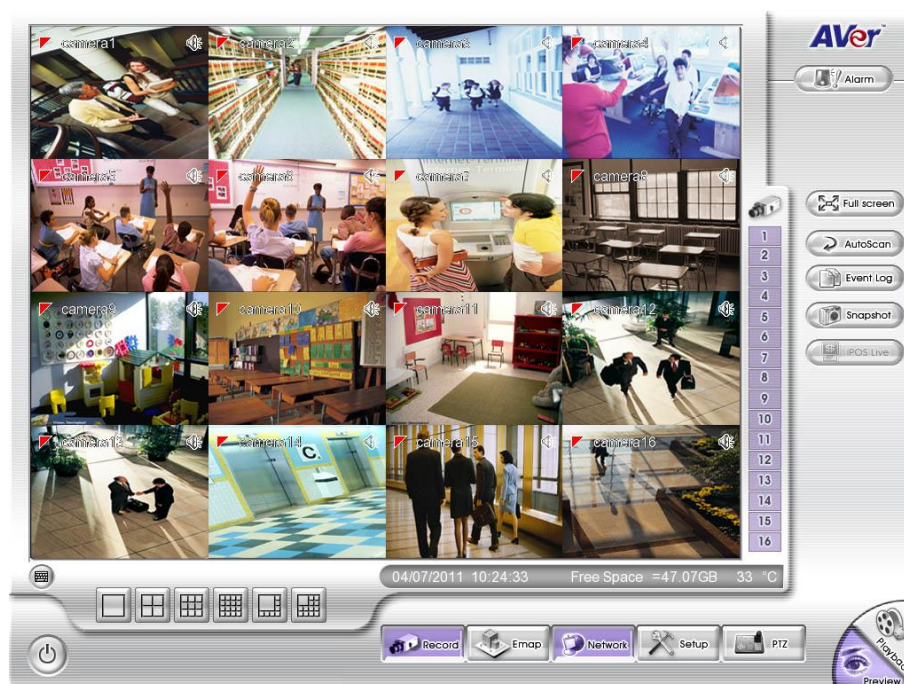 AVer
camera1
camera2
camera3
camera4
Alarm
camera5
camera6
camera7
camera8
Internet-Terminal
Full screen
AutoScan
Event Log
Snapshot
iPOS Live
camera9
camera10
camera11
camera12
camera13
camera14
camera15
camera16
C.
1
2
3
4
5
6
7
8
9
10
11
12
13
14
15
16
04/07/2011 10:24:33 Free Space =47.07GB 33 °C
Record
Emap
Network
Setup
PTZ
Playback
Preview